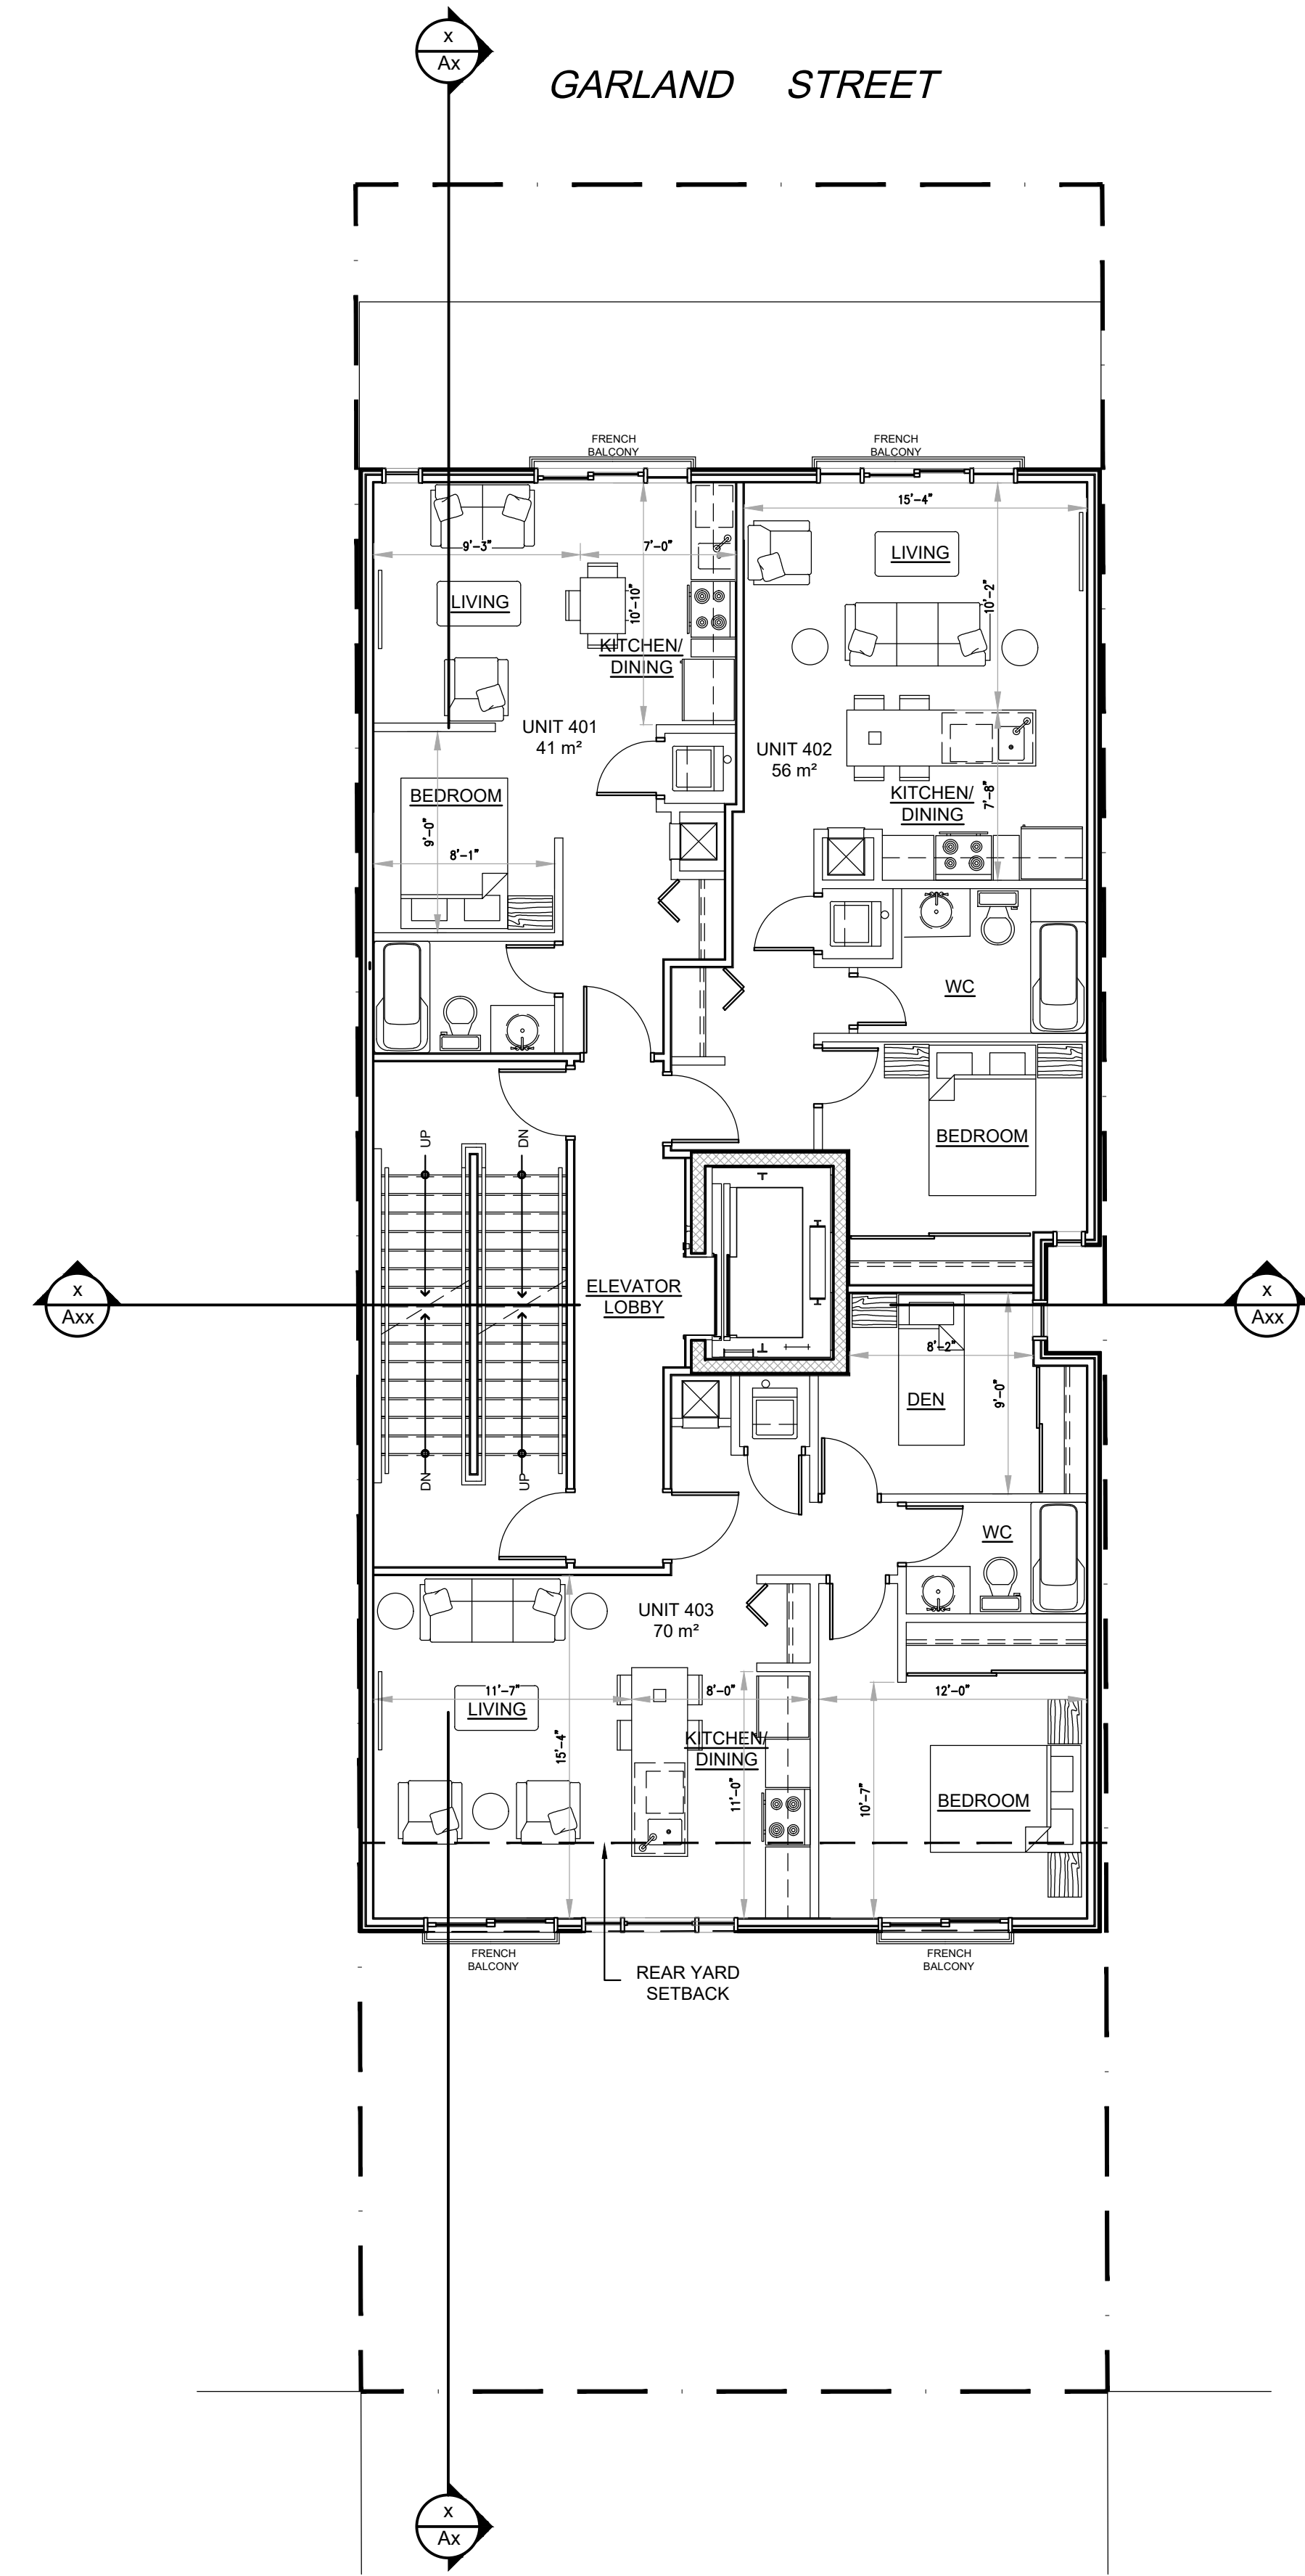 x
Ax
GARLAND STREET
FRENCH
BALCONY
FRENCH
BALCONY
15'-4"
9'-3"
7'-0"
LIVING
10'-10"
10'-2"
LIVING
KITCHEN/
DINING
UNIT 401
41 m²
UNIT 402
56 m²
BEDROOM
7'-8"
KITCHEN/
DINING
9'-0"
8'-1"
WC
UP
DN
BEDROOM
x
Axx
ELEVATOR
LOBBY
x
Axx
8'-2"
9'-0"
DEN
DN
UP
WC
UNIT 403
70 m²
11'-7"
8'-0"
12'-0"
LIVING
15'-4"
KITCHEN/
DINING
11'-0"
10'-7"
BEDROOM
FRENCH
BALCONY
FRENCH
BALCONY
REAR YARD
SETBACK
x
Ax